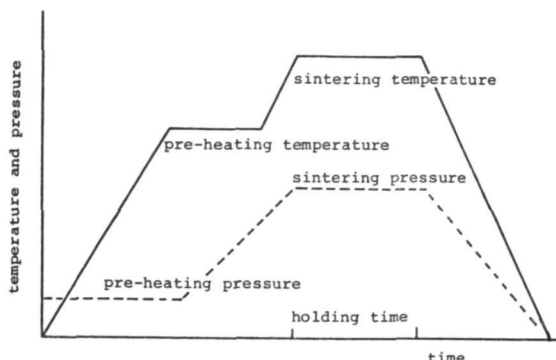 temperature and pressure
sintering temperature
pre-heating temperature
sintering pressure
pre-heating pressure
holding time
time